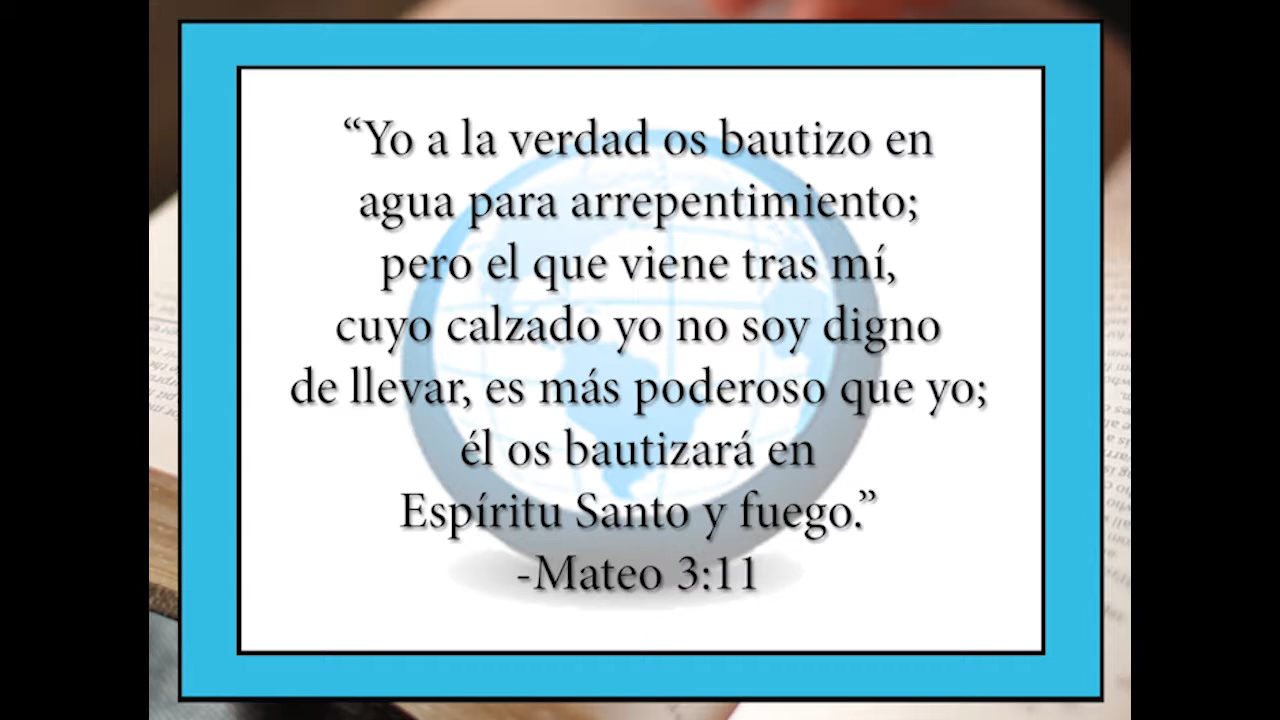 “Yo a la verdad os bautizo en
agua para arrepentimiento;
pero el que viene tras mí,
cuyo calzado yo no soy digno
de llevar, es más poderoso que yo;
él os bautizará en
Espíritu Santo y fuego.”
-Mateo 3:11